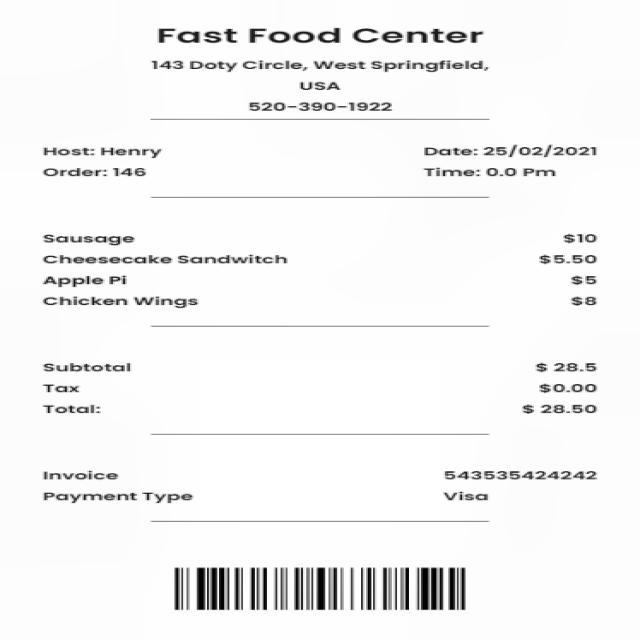 Fast Food Center
143 Doty Circle, West Springfield,
USA
520-390-1922
Host: Henry Date: 25/02/2021
Order: 146 Time: 0.0 Pm
Sausage $10
Cheesecake Sandwitch $5.50
Apple Pi $5
Chicken Wings $8
Subtotal $ 28.5
Tax $0.00
Total: $ 28.50
Invoice 543535424242
Payment Type Visa